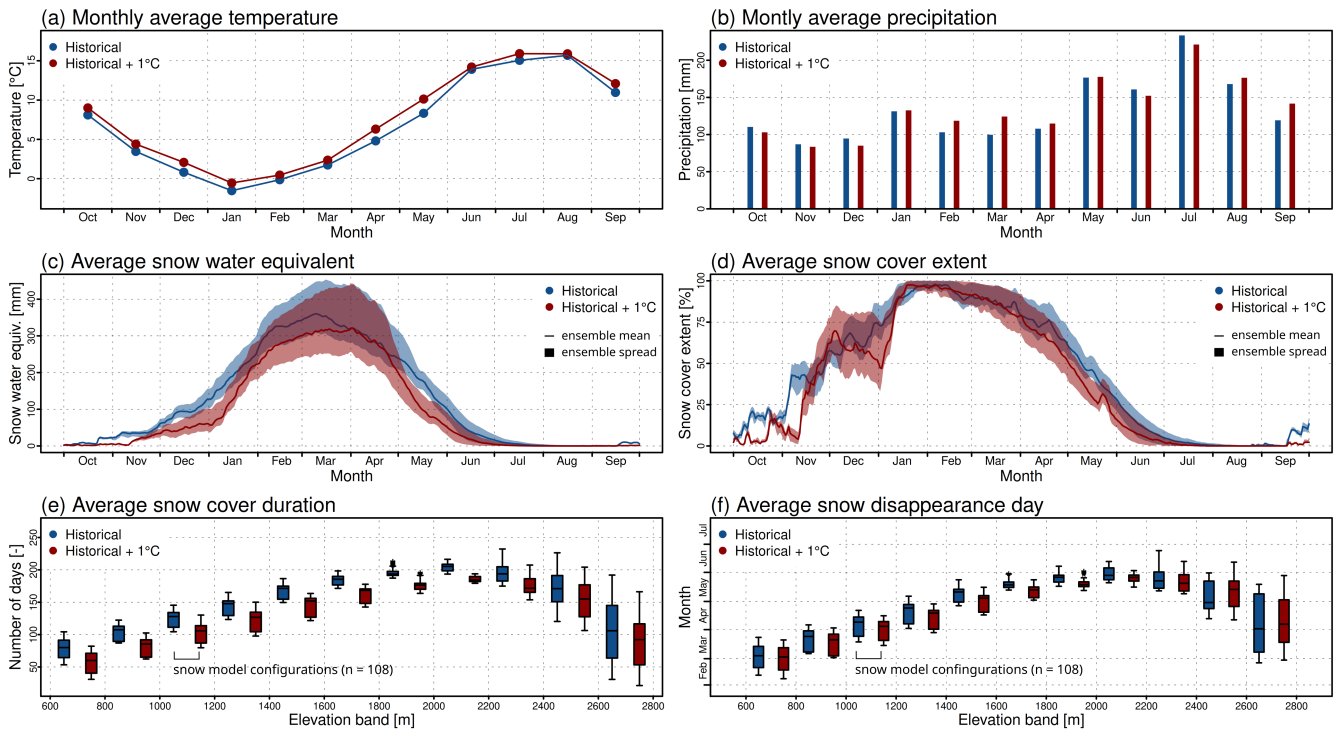 (a) Monthly average temperature
Historical
Historical + 1°C
Temperature [°C]
0 5 10 15
Oct Nov Dec Jan Feb Mar Apr May Jun Jul Aug Sep
Month
(b) Montly average precipitation
Historical
Historical + 1°C
Precipitation [mm]
0 50 100 150 200
Oct Nov Dec Jan Feb Mar Apr May Jun Jul Aug Sep
Month
(c) Average snow water equivalent
Historical
Historical + 1°C
ensemble mean
ensemble spread
Snow water equiv. [mm]
0 100 200 300 400
Oct Nov Dec Jan Feb Mar Apr May Jun Jul Aug Sep
Month
(d) Average snow cover extent
Historical
Historical + 1°C
ensemble mean
ensemble spread
Snow cover extent [%]
0 25 50 75 100
Oct Nov Dec Jan Feb Mar Apr May Jun Jul Aug Sep
Month
(e) Average snow cover duration
Historical
Historical + 1°C
Number of days [-]
50 100 150 200 250
snow model configurations (n = 108)
600 800 1000 1200 1400 1600 1800 2000 2200 2400 2600 2800
Elevation band [m]
(f) Average snow disappearance day
Historical
Historical + 1°C
Month
Feb Mar Apr May Jun Jul
snow model confingurations (n = 108)
600 800 1000 1200 1400 1600 1800 2000 2200 2400 2600 2800
Elevation band [m]